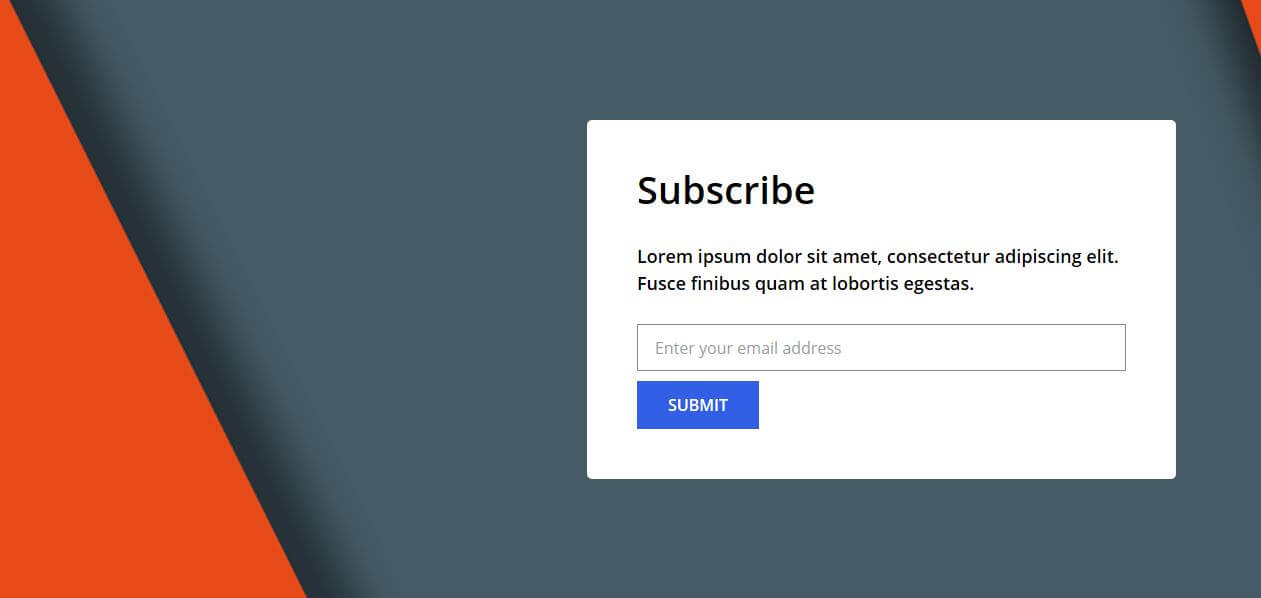 Subscribe
Lorem ipsum dolor sit amet, consectetur adipiscing elit.
Fusce finibus quam at lobortis egestas.
Enter your email address
SUBMIT